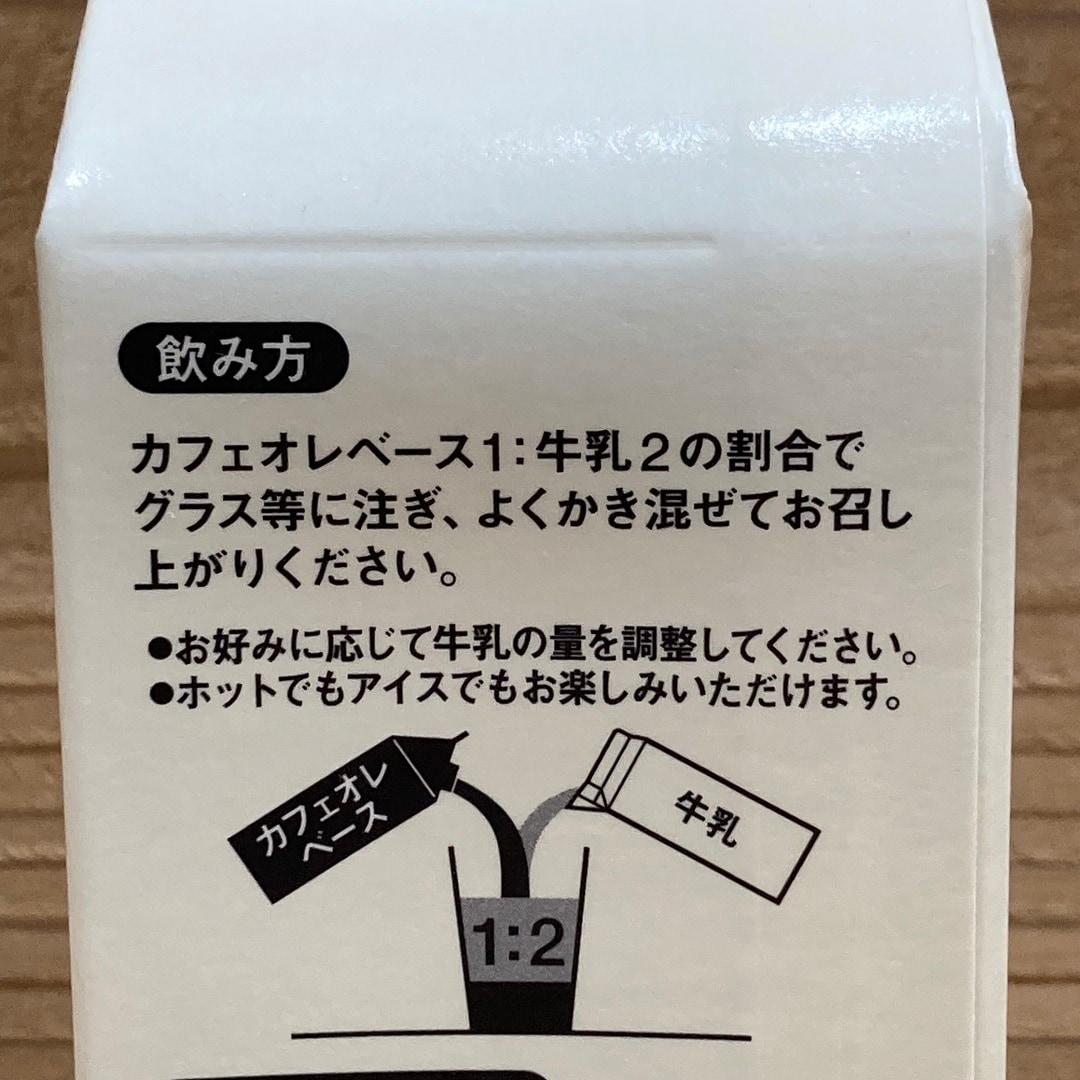 飲み方
カフェオレベース1:牛乳2の割合で
グラス等に注ぎ、よくかき混ぜてお召し
上がりください。
●お好みに応じて牛乳の量を調整してください。
●ホットでもアイスでもお楽しみいただけます。
カフェオレ
ベース
牛乳
1:2